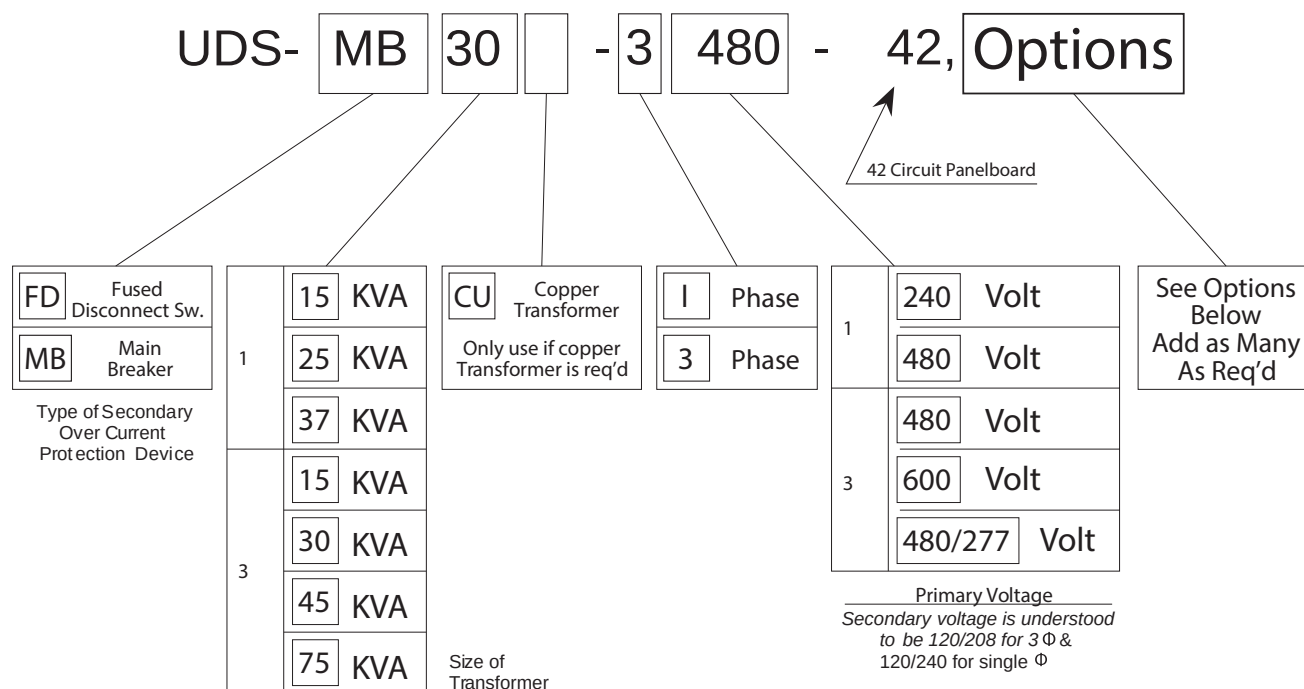 UDS- MB 30 -3 480 - 42, Options
42 Circuit Panelboard
FD Fused
Disconnect Sw.
MB Main
Breaker
Type of Secondary
Over Current
Protection Device
1
15 KVA
25 KVA
37 KVA
3
15 KVA
30 KVA
45 KVA
75 KVA
Size of
Transformer
CU Copper
Transformer
Only use if copper
Transformer is req'd
I Phase
3 Phase
1
240 Volt
480 Volt
3
480 Volt
600 Volt
480/277 Volt
Primary Voltage
Secondary voltage is understood
to be 120/208 for 3 Φ &
120/240 for single Φ
See Options
Below
Add as Many
As Req'd